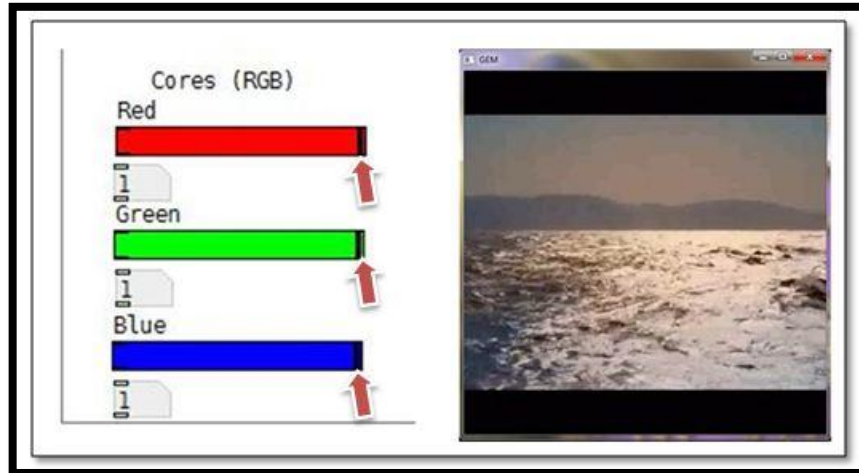 Cores (RGB)
Red
1
Green
1
Blue
1
GEM